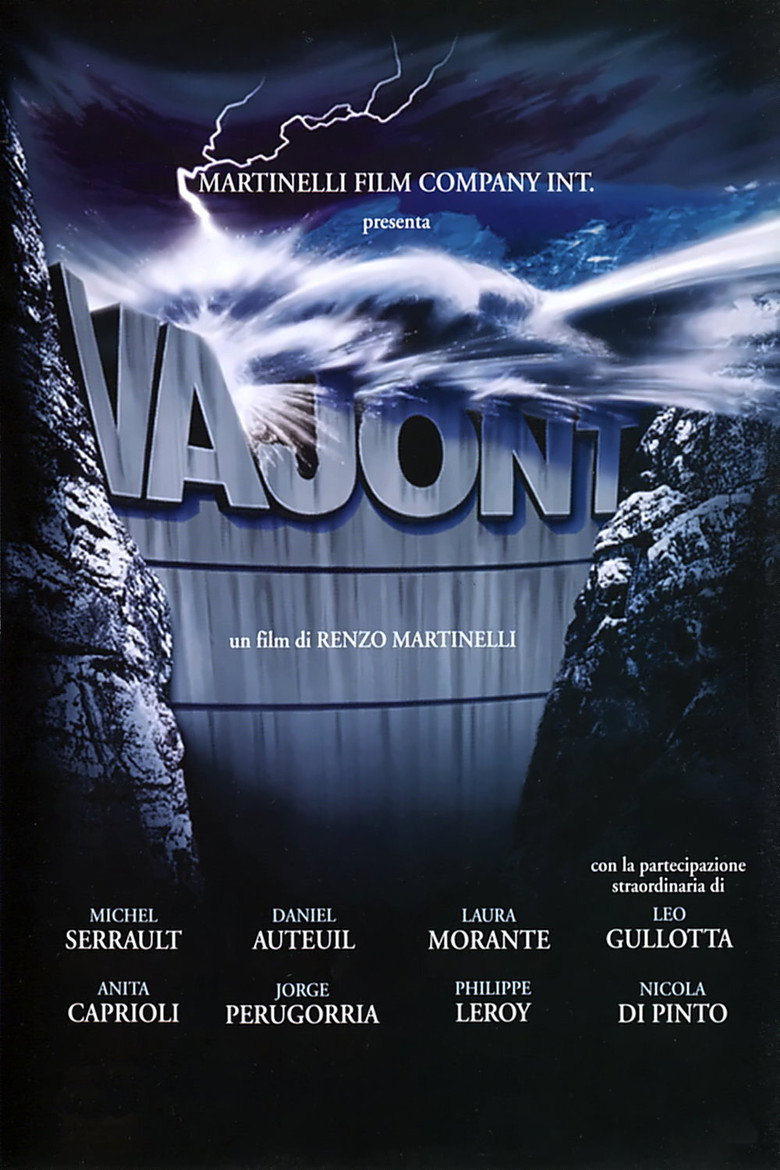 MARTINELLI FILM COMPANY INT.
presenta
VAJONT
un film di RENZO MARTINELLI
con la partecipazione
straordinaria di
MICHEL
SERRAULT
DANIEL
AUTEUIL
LAURA
MORANTE
LEO
GULLOTTA
ANITA
CAPRIOLI
JORGE
PERUGORRIA
PHILIPPE
LEROY
NICOLA
DI PINTO